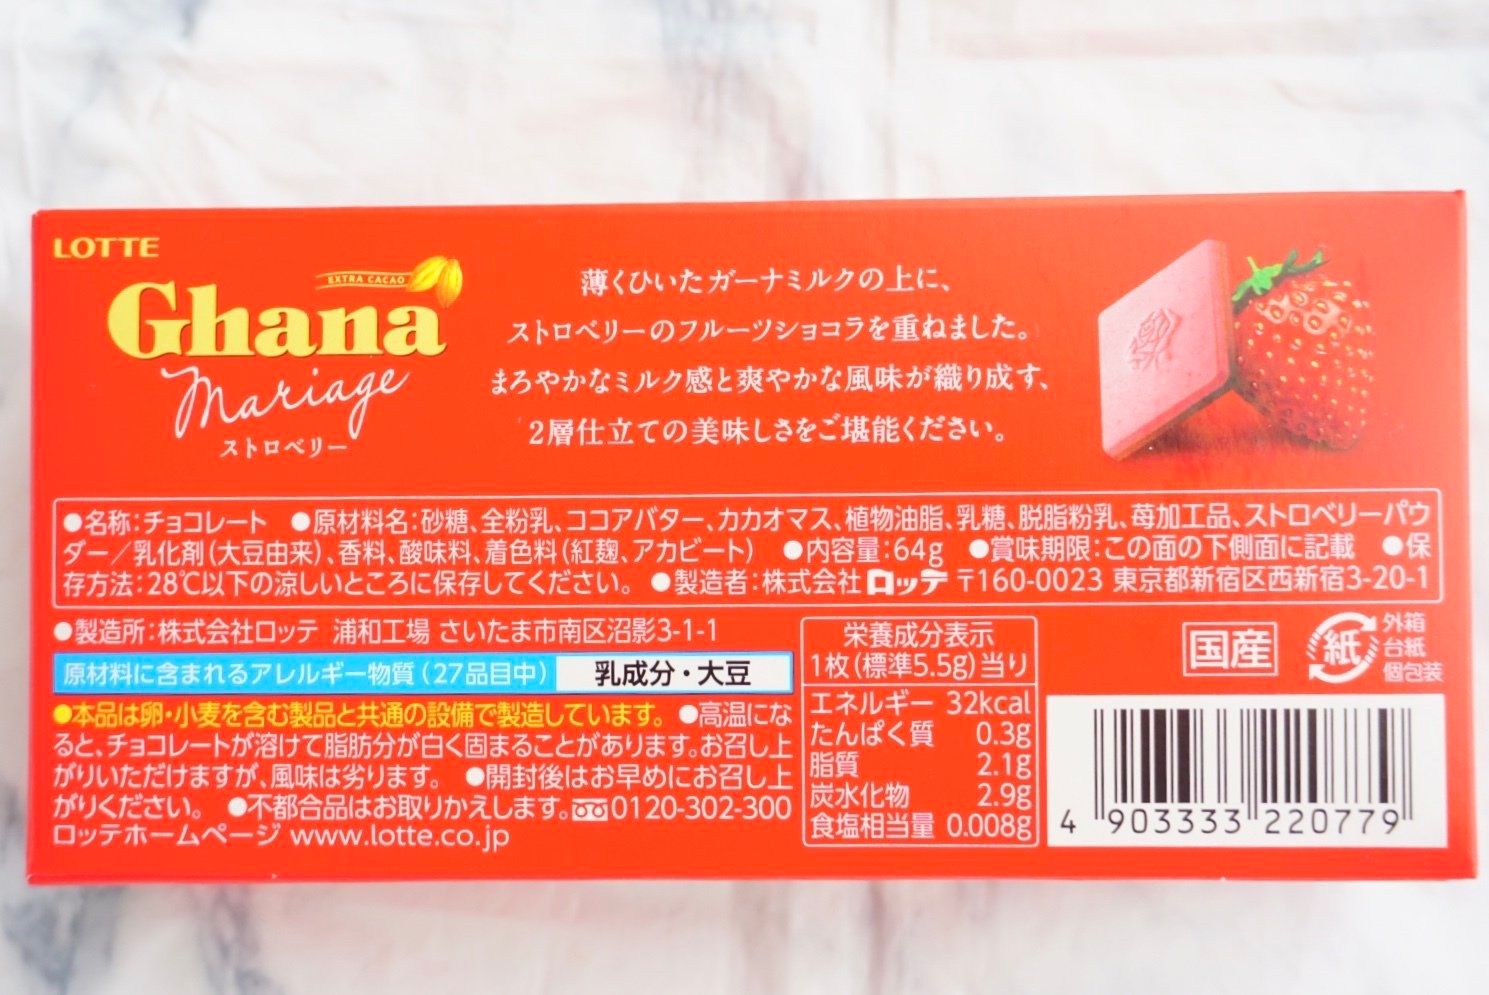 LOTTE
EXTRA CACAO
Ghana
Mariage
ストロベリー
薄くひいたガーナミルクの上に、
ストロベリーのフルーツショコラを重ねました。
まろやかなミルク感と爽やかな風味が織り成す、
2層仕立ての美味しさをご堪能ください。
●名称：チョコレート ●原材料名：砂糖、全粉乳、ココアバター、カカオマス、植物油脂、乳糖、脱脂粉乳、苺加工品、ストロベリーパウ
ダー／乳化剤（大豆由来）、香料、酸味料、着色料（紅麹、アカビート） ●内容量：64g ●賞味期限：この面の下側面に記載 ●保
存方法：28℃以下の涼しいところに保存してください。 ●製造者：株式会社 ロッテ 〒160-0023 東京都新宿区西新宿3-20-1
●製造所：株式会社ロッテ 浦和工場 さいたま市南区沼影3-1-1
原材料に含まれるアレルギー物質（27品目中） 乳成分・大豆
●本品は卵・小麦を含む製品と共通の設備で製造しています。 ●高温にな
ると、チョコレートが溶けて脂肪分が白く固まることがあります。お召し上
がりいただけますが、風味は劣ります。 ●開封後はお早めにお召し上
がりください。 ●不都合品はお取りかえします。0120-302-300
ロッテホームページ www.lotte.co.jp
栄養成分表示
1枚（標準5.5g）当り
エネルギー 32kcal
たんぱく質 0.3g
脂質 2.1g
炭水化物 2.9g
食塩相当量 0.008g
国産
紙
外箱
台紙
個包装
4 903333 220779